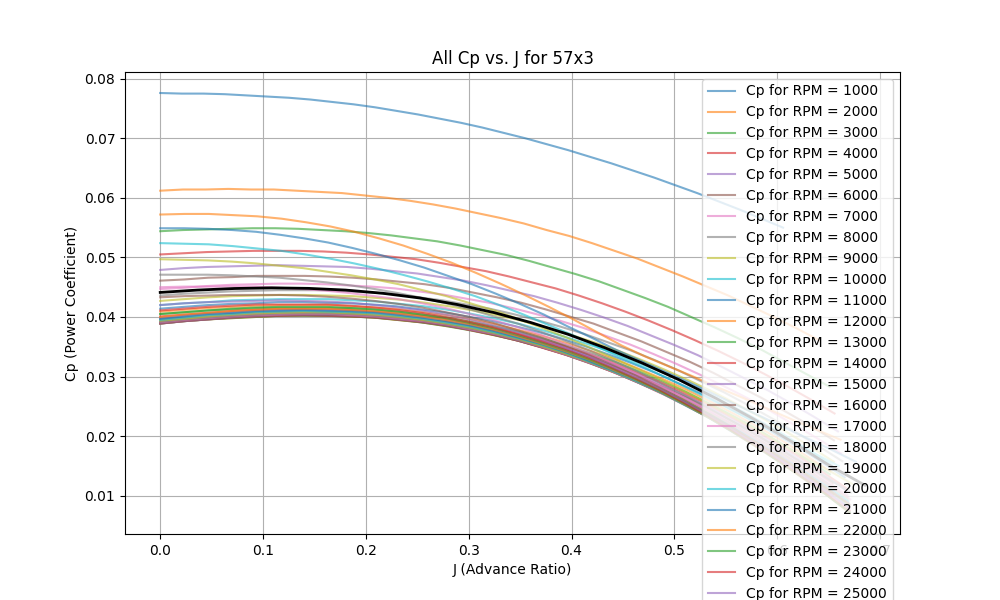 All Cp vs. J for 57x3
Cp (Power Coefficient)
0.08
0.07
0.06
0.05
0.04
0.03
0.02
0.01
0.0
0.1
0.2
0.3
0.4
0.5
J (Advance Ratio)
Cp for RPM = 1000
Cp for RPM = 2000
Cp for RPM = 3000
Cp for RPM = 4000
Cp for RPM = 5000
Cp for RPM = 6000
Cp for RPM = 7000
Cp for RPM = 8000
Cp for RPM = 9000
Cp for RPM = 10000
Cp for RPM = 11000
Cp for RPM = 12000
Cp for RPM = 13000
Cp for RPM = 14000
Cp for RPM = 15000
Cp for RPM = 16000
Cp for RPM = 17000
Cp for RPM = 18000
Cp for RPM = 19000
Cp for RPM = 20000
Cp for RPM = 21000
Cp for RPM = 22000
Cp for RPM = 23000
Cp for RPM = 24000
Cp for RPM = 25000